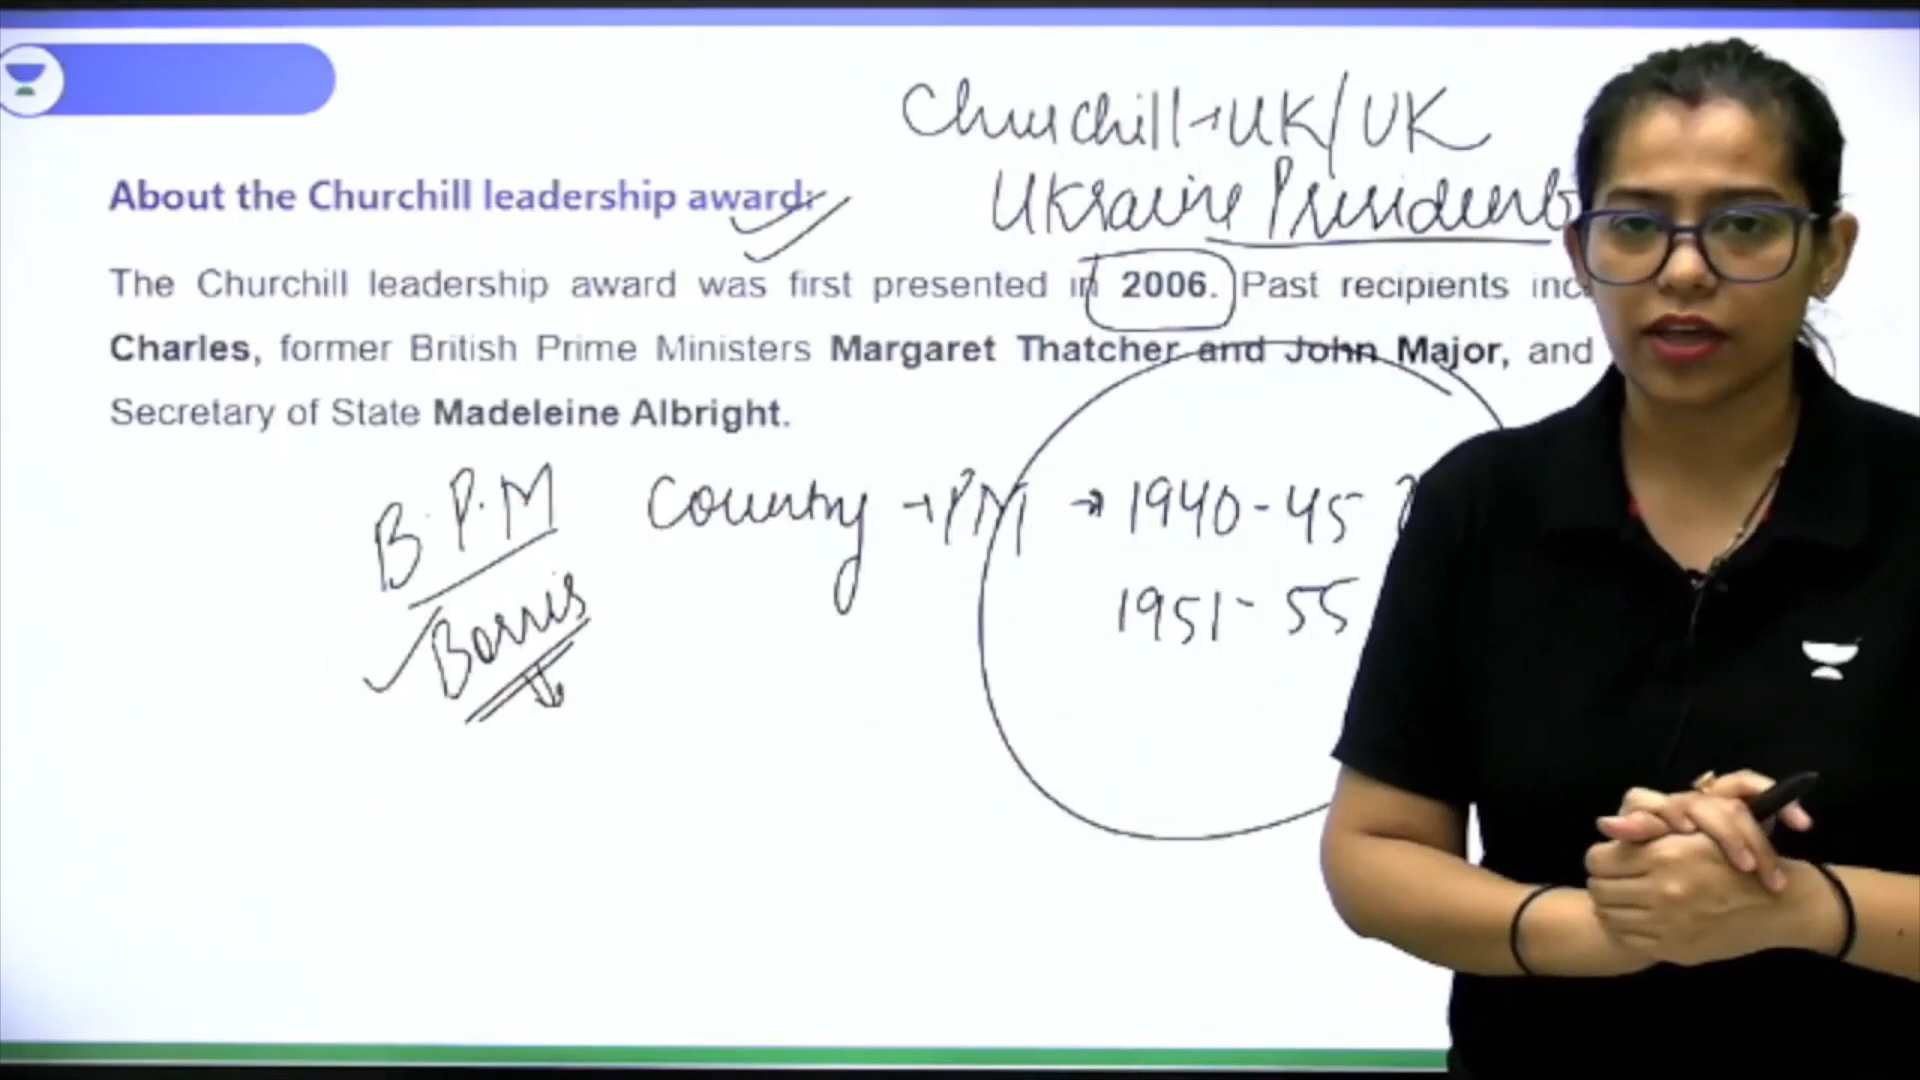 Churchill → UK/UK
Ukraine President
About the Churchill leadership award:
The Churchill leadership award was first presented in 2006. Past recipients
Charles, former British Prime Ministers Margaret Thatcher and John Major, and
Secretary of State Madeleine Albright.
B.P.M Country → PM → 1940-45
Borris 1951-55